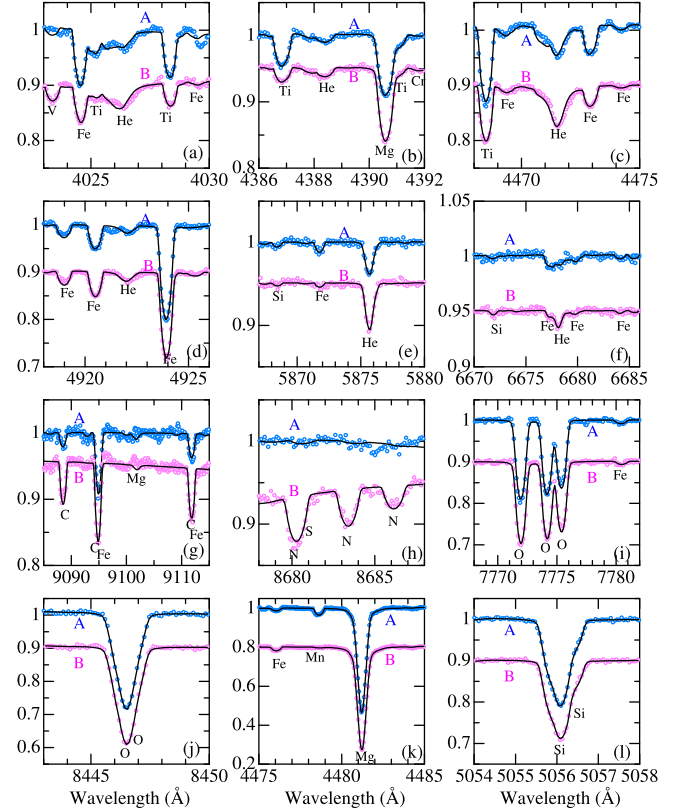 1 A
0.9 B
0.8 V Fe Ti He Ti Fe (a)
4025 4030
1 A
0.9 B Ti He Mg Ti Cr
0.8 (b)
4386 4388 4390 4392
1 A
0.9 B
0.8 Ti Fe He Fe Fe (c)
4470 4475
1 A
0.9 B
0.8 Fe Fe He Fe
0.7 (d)
4920 4925
1 A
B
0.9 Si Fe He (e)
5870 5875 5880
1.05
1 A
0.95 B
Si Fe He Fe Fe
0.9 (f)
6670 6675 6680 6685
1 A
0.9 B
C C Fe Mg C Fe
0.8 (g)
9090 9100 9110
1 A
B
0.9 N S N N (h)
8680 8685
1 A
0.9 B Fe
0.8
0.7 O O O (i)
7770 7775 7780
1 A
0.9 B
0.8
0.7
0.6 O O (j)
8445 8450
Wavelength (Å)
1 A
0.8 Fe Mn B
0.6
0.4
0.2 Mg (k)
4475 4480 4485
Wavelength (Å)
1 A
0.9 B
0.8
0.7 Si Si (l)
5054 5055 5056 5057 5058
Wavelength (Å)